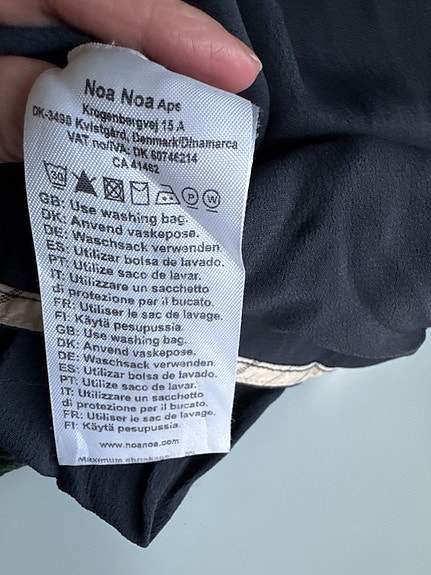 Noa Noa Aps
Krogenbergvej 15 A
DK-3490 Kvistgård, Denmark/Dinamarca
VAT no/IVA: DK 60746214
CA 41462
30 P W
GB: Use washing bag.
DK: Anvend vaskepose.
DE: Waschsack verwenden.
ES: Utilizar bolsa de lavado.
PT: Utilize saco de lavar.
IT: Utilizzare un sacchetto
di protezione per il bucato.
FR: Utiliser le sac de lavage.
FI: Käytä pesupussia.
GB: Use washing bag.
DK: Anvend vaskepose.
DE: Waschsack verwenden.
ES: Utilizar bolsa de lavado.
PT: Utilize saco de lavar.
IT: Utilizzare un sacchetto
di protezione per il bucato.
FR: Utiliser le sac de lavage.
FI: Käytä pesupussia.
www.noanoa.com
Maximum shrinkage